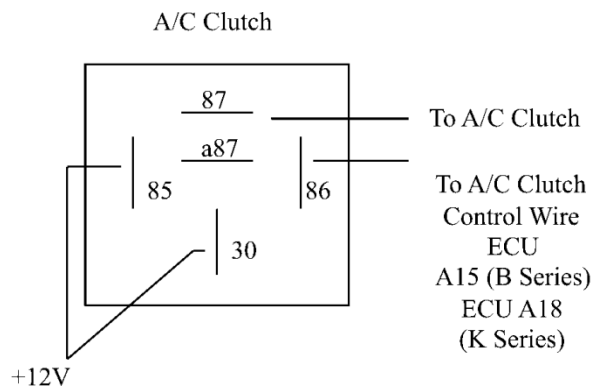 A/C Clutch
87
To A/C Clutch
a87
85
86
To A/C Clutch
Control Wire
ECU
A15 (B Series)
ECU A18
(K Series)
30
+12V